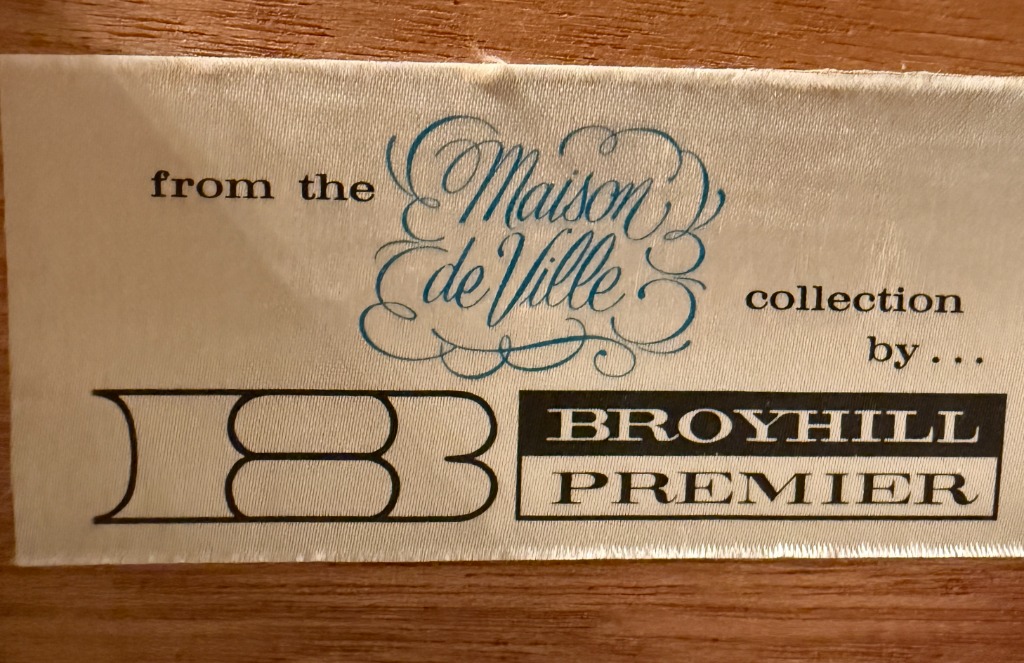 from the Maison
de Ville
collection
by...
B BROYHILL
PREMIER